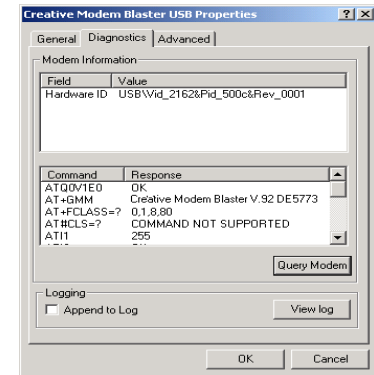 Creative Modem Blaster USB Properties
General Diagnostics Advanced
Modem Information
Field Value
Hardware ID USB\Vid_2162&Pid_500c&Rev_0001
Command Response
ATQ0V1E0 OK
AT+GMM Creative Modem Blaster V.92 DE5773
AT+FCLASS=? 0,1,8,80
AT#CLS=? COMMAND NOT SUPPORTED
ATI1 255
Query Modem
Logging
Append to Log View log
OK Cancel